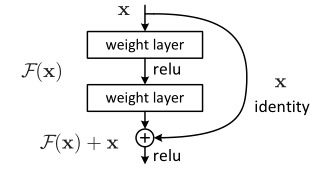 x
weight layer
F(x)
relu
x
weight layer
identity
F(x) + x
+
relu